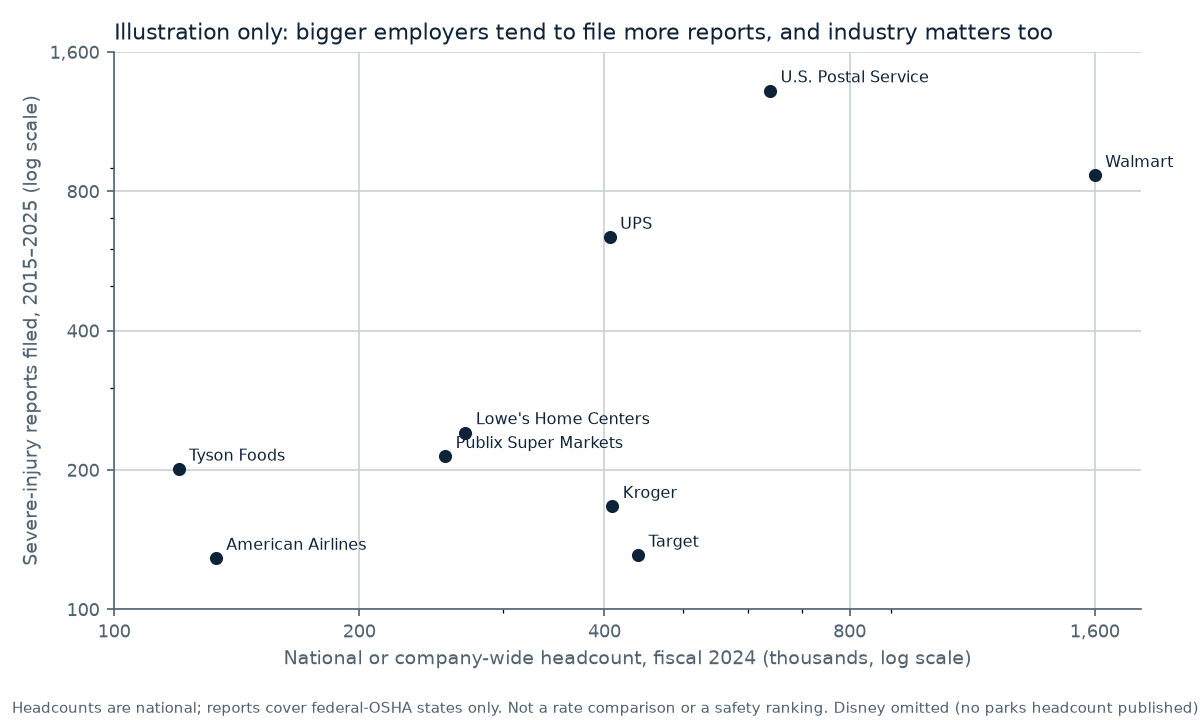 Illustration only: bigger employers tend to file more reports, and industry matters too
1,600
800
400
200
100
Severe-injury reports filed, 2015–2025 (log scale)
U.S. Postal Service
Walmart
UPS
Lowe's Home Centers
Publix Super Markets
Tyson Foods
Kroger
Target
American Airlines
100
200
400
800
1,600
National or company-wide headcount, fiscal 2024 (thousands, log scale)
Headcounts are national; reports cover federal-OSHA states only. Not a rate comparison or a safety ranking. Disney omitted (no parks headcount published)